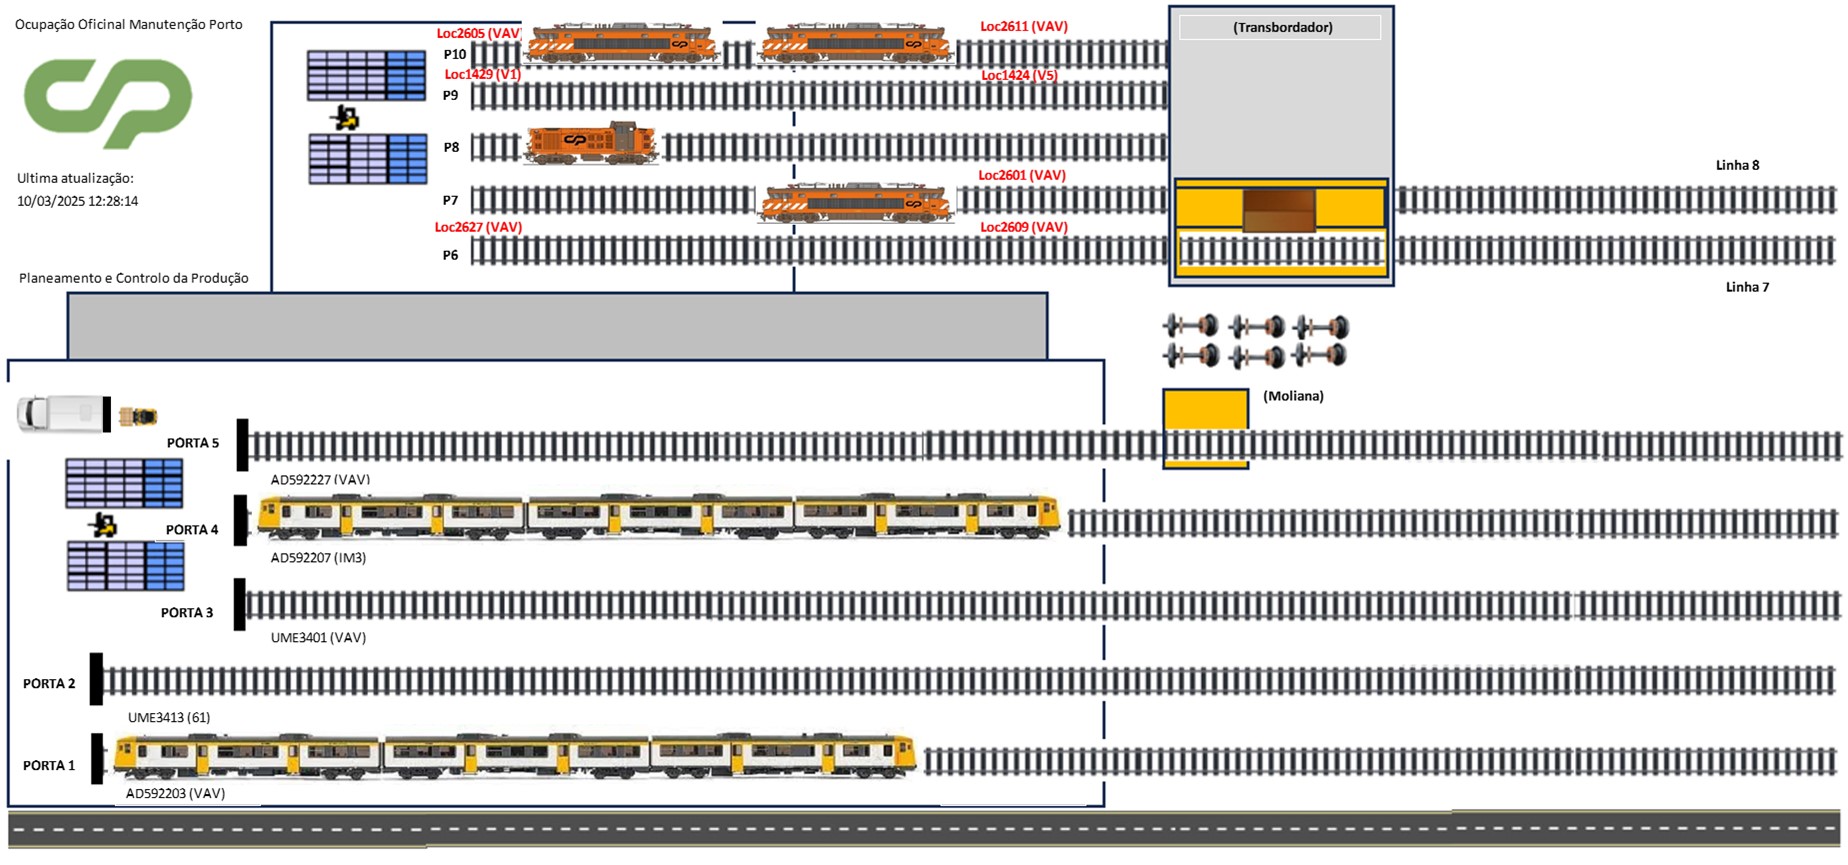 Ocupação Oficinal Manutenção Porto
Ultima atualização:
10/03/2025 12:28:14
Planeamento e Controlo da Produção
Loc2605 (VAV)
Loc2611 (VAV)
P10
Loc1429 (V1)
Loc1424 (V5)
P9
P8
Loc2601 (VAV)
P7
Loc2627 (VAV)
Loc2609 (VAV)
P6
(Transbordador)
Linha 8
Linha 7
(Moliana)
PORTA 5
AD592227 (VAV)
PORTA 4
AD592207 (IM3)
PORTA 3
UME3401 (VAV)
PORTA 2
UME3413 (61)
PORTA 1
AD592203 (VAV)